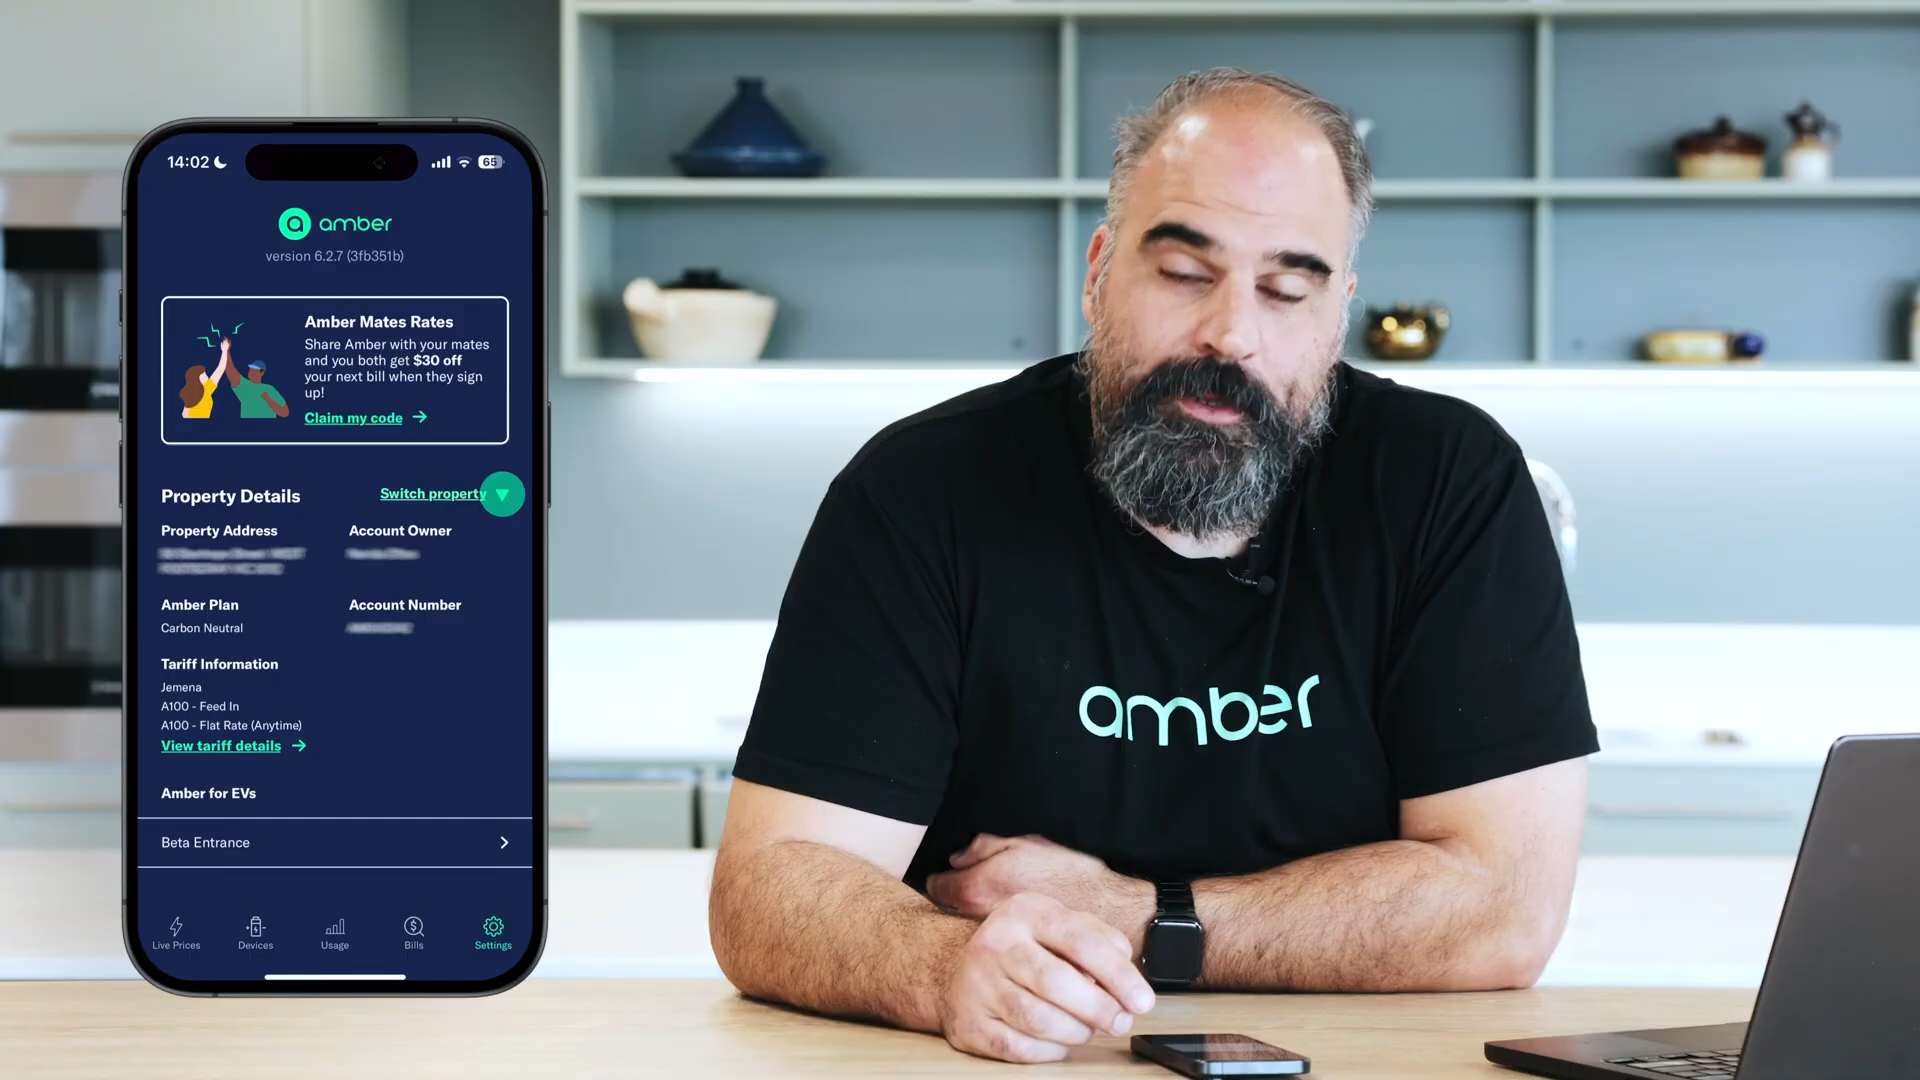 14:02
65
amber
version 6.2.7 (3fb351b)
Amber Mates Rates
Share Amber with your mates
and you both get $30 off
your next bill when they sign
up!
Claim my code
Property Details
Switch property
Property Address
Account Owner
Amber Plan
Account Number
Carbon Neutral
Tariff Information
Jemena
A100 - Feed In
A100 - Flat Rate (Anytime)
View tariff details
Amber for EVs
Beta Entrance
Live Prices
Devices
Usage
Bills
Settings
amber